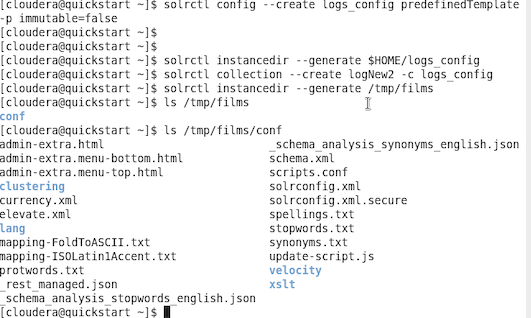 [cloudera@quickstart ~]$ solrctl config --create logs_config predefinedTemplate
-p immutable=false
[cloudera@quickstart ~]$
[cloudera@quickstart ~]$
[cloudera@quickstart ~]$ solrctl instancedir --generate $HOME/logs_config
[cloudera@quickstart ~]$ solrctl collection --create logNew2 -c logs_config
[cloudera@quickstart ~]$ solrctl instancedir --generate /tmp/films
[cloudera@quickstart ~]$ ls /tmp/films
conf
[cloudera@quickstart ~]$ ls /tmp/films/conf
admin-extra.html _schema_analysis_synonyms_english.json
admin-extra.menu-bottom.html schema.xml
admin-extra.menu-top.html scripts.conf
clustering solrconfig.xml
currency.xml solrconfig.xml.secure
elevate.xml spellings.txt
lang stopwords.txt
mapping-FoldToASCII.txt synonyms.txt
mapping-ISOLatin1Accent.txt update-script.js
protwords.txt velocity
_rest_managed.json xslt
_schema_analysis_stopwords_english.json
[cloudera@quickstart ~]$